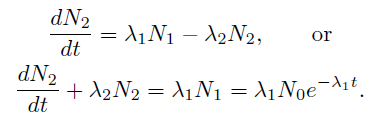 dN₂/dt = λ₁N₁ − λ₂N₂, or
dN₂/dt + λ₂N₂ = λ₁N₁ = λ₁N₀e^{−λ₁t}.